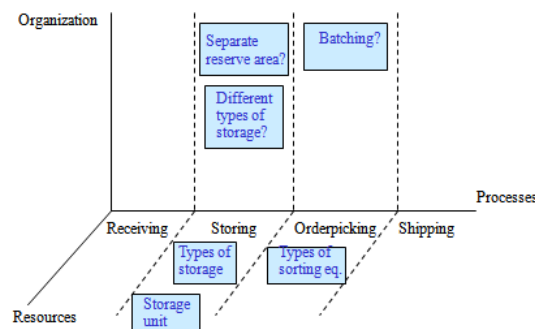 Organization
Separate
reserve area?
Batching?
Different
types of
storage?
Processes
Receiving
Storing
Orderpicking
Shipping
Types of
storage
Types of
sorting eq.
Storage
unit
Resources